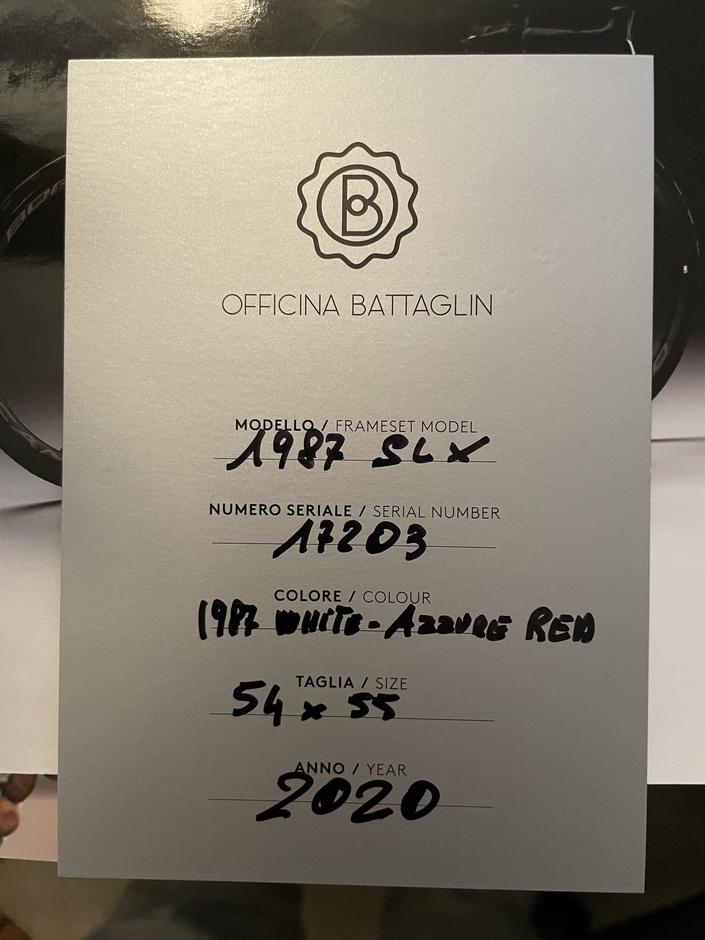 B
OFFICINA BATTAGLIN
MODELLO / FRAMESET MODEL
1987 SLX
NUMERO SERIALE / SERIAL NUMBER
17203
COLORE / COLOUR
1987 WHITE-AZZURE RED
TAGLIA / SIZE
54 x 55
ANNO / YEAR
2020